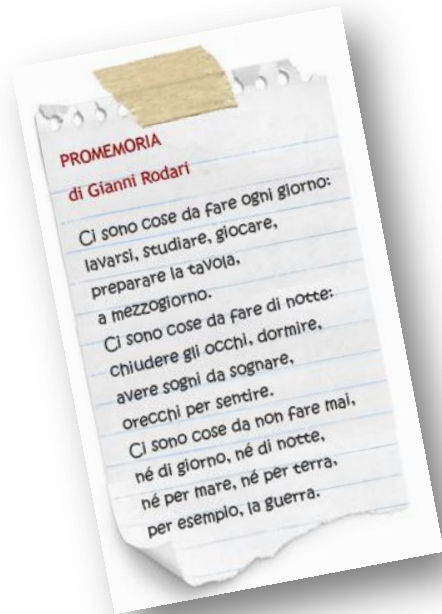 PROMEMORIA
di Gianni Rodari
Ci sono cose da fare ogni giorno:
lavarsi, studiare, giocare,
preparare la tavola,
a mezzogiorno.
Ci sono cose da fare di notte:
chiudere gli occhi, dormire,
avere sogni da sognare,
orecchi per sentire.
Ci sono cose da non fare mai,
né di giorno, né di notte,
né per mare, né per terra,
per esempio, la guerra.